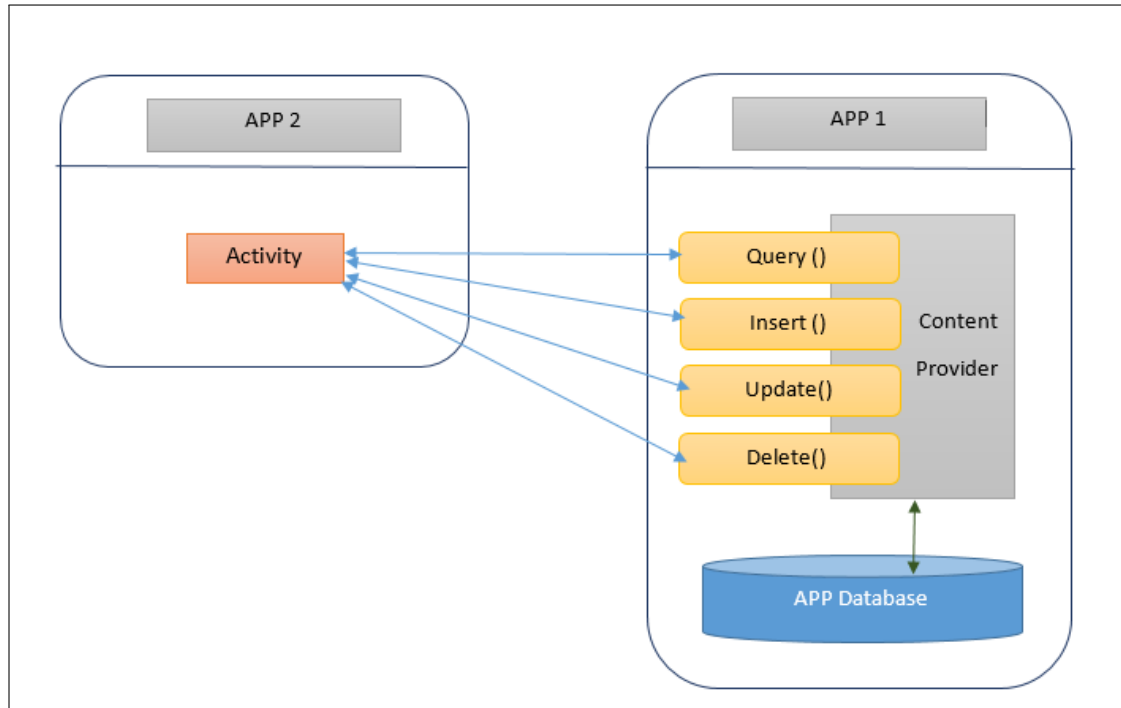 APP 2
Activity
APP 1
Query ()
Insert ()
Update()
Delete()
Content
Provider
APP Database